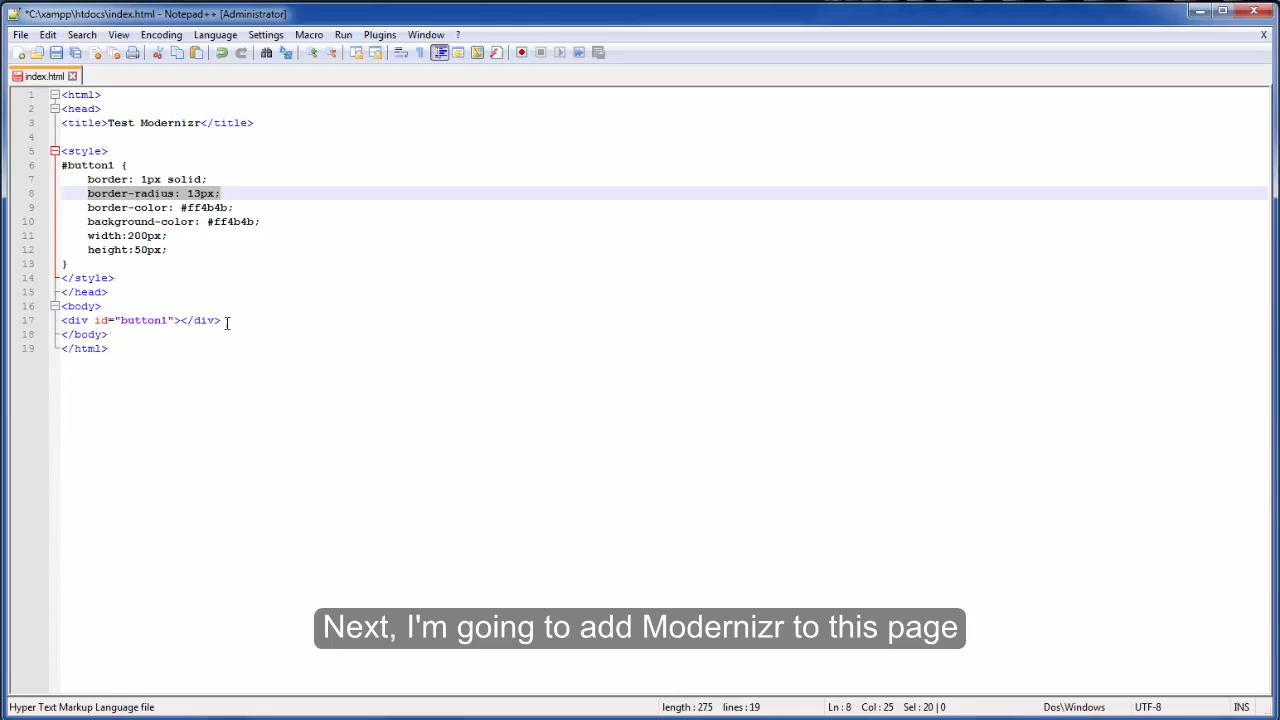 *C:\xampp\htdocs\index.html - Notepad++ [Administrator]
File Edit Search View Encoding Language Settings Macro Run Plugins Window ? X
index.html
1 <html>
2 <head>
3 <title>Test Modernizr</title>
4
5 <style>
6 #button1 {
7 border: 1px solid;
8 border-radius: 13px;
9 border-color: #ff4b4b;
10 background-color: #ff4b4b;
11 width:200px;
12 height:50px;
13 }
14 </style>
15 </head>
16 <body>
17 <div id="button1"></div>
18 </body>
19 </html>
Next, I'm going to add Modernizr to this page
Hyper Text Markup Language file length : 275 lines : 19 Ln : 8 Col : 25 Sel : 20 | 0 Dos\Windows UTF-8 INS